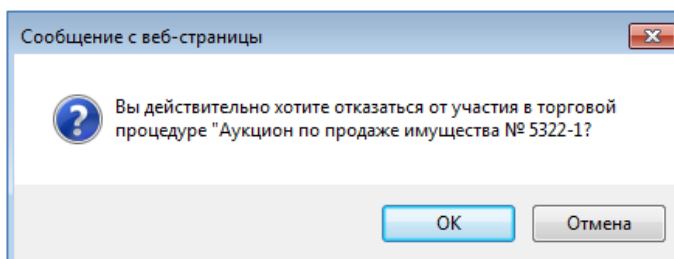 Сообщение с веб-страницы
Вы действительно хотите отказаться от участия в торговой
процедуре "Аукцион по продаже имущества № 5322-1?
ОК
Отмена